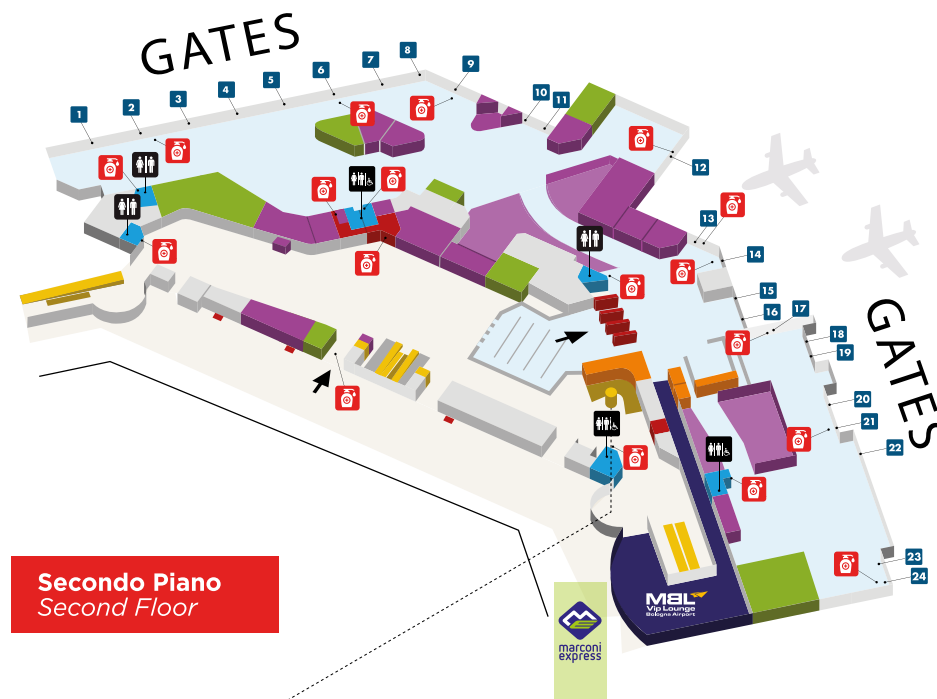 GATES
1
2
3
4
5
6
7
8
9
10
11
12
13
14
15
16
17
18
19
20
21
22
23
24
GATES
MBL
Vip Lounge
Bologna Airport
Secondo Piano
Second Floor
marconi
express